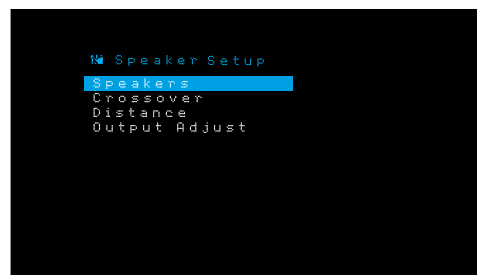 Speaker Setup
Speakers
Crossover
Distance
Output Adjust